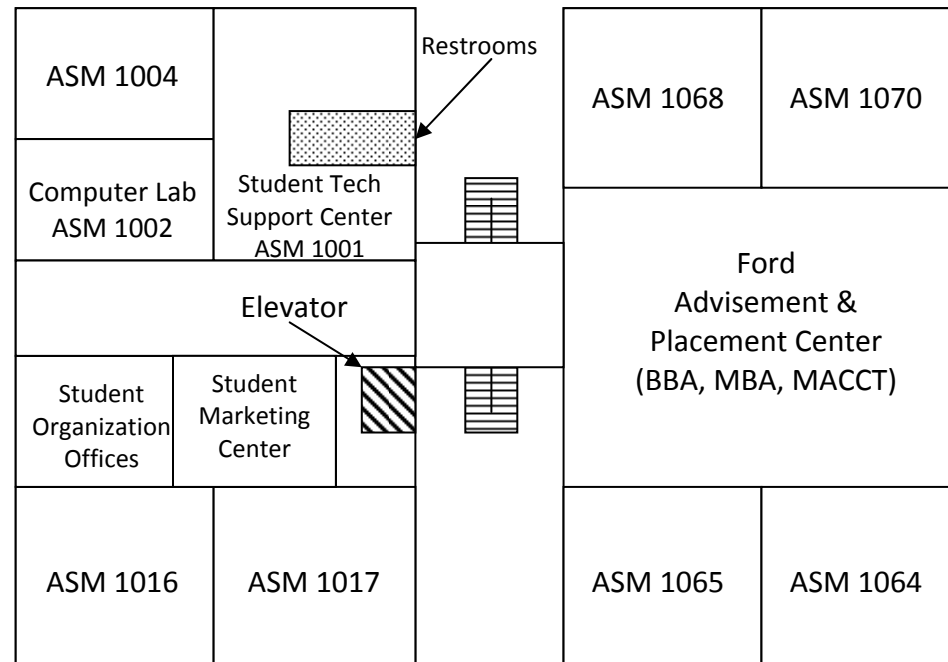 ASM 1004
Restrooms
ASM 1068
ASM 1070
Computer Lab
ASM 1002
Student Tech
Support Center
ASM 1001
Ford
Advisement &
Placement Center
(BBA, MBA, MACCT)
Elevator
Student
Organization
Offices
Student
Marketing
Center
ASM 1016
ASM 1017
ASM 1065
ASM 1064